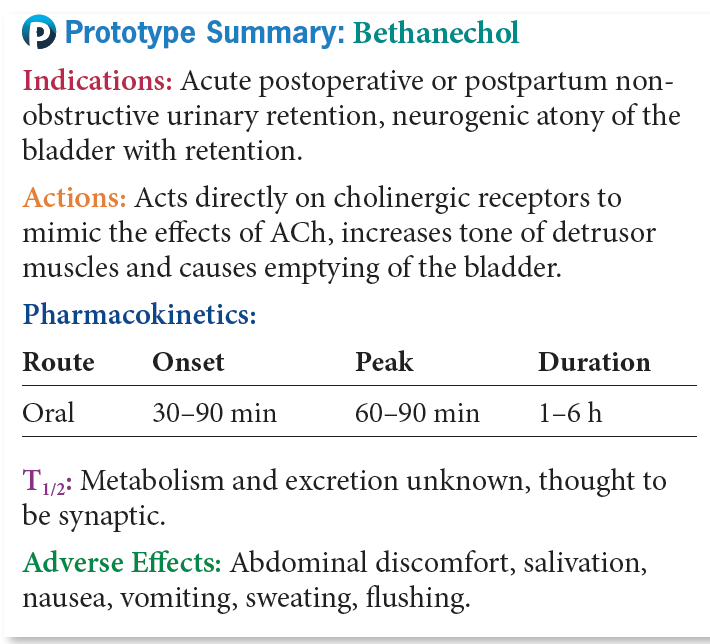 P Prototype Summary: Bethanechol
Indications: Acute postoperative or postpartum non-
obstructive urinary retention, neurogenic atony of the
bladder with retention.
Actions: Acts directly on cholinergic receptors to
mimic the effects of ACh, increases tone of detrusor
muscles and causes emptying of the bladder.
Pharmacokinetics:
Route Onset Peak Duration
Oral 30–90 min 60–90 min 1–6 h
T1/2: Metabolism and excretion unknown, thought to
be synaptic.
Adverse Effects: Abdominal discomfort, salivation,
nausea, vomiting, sweating, flushing.